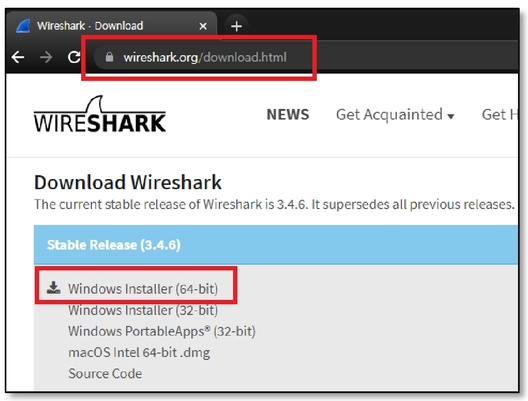 Wireshark · Download
wireshark.org/download.html
WIRESHARK
NEWS Get Acquainted Get H
Download Wireshark
The current stable release of Wireshark is 3.4.6. It supersedes all previous releases.
Stable Release (3.4.6)
Windows Installer (64-bit)
Windows Installer (32-bit)
Windows PortableApps® (32-bit)
macOS Intel 64-bit .dmg
Source Code